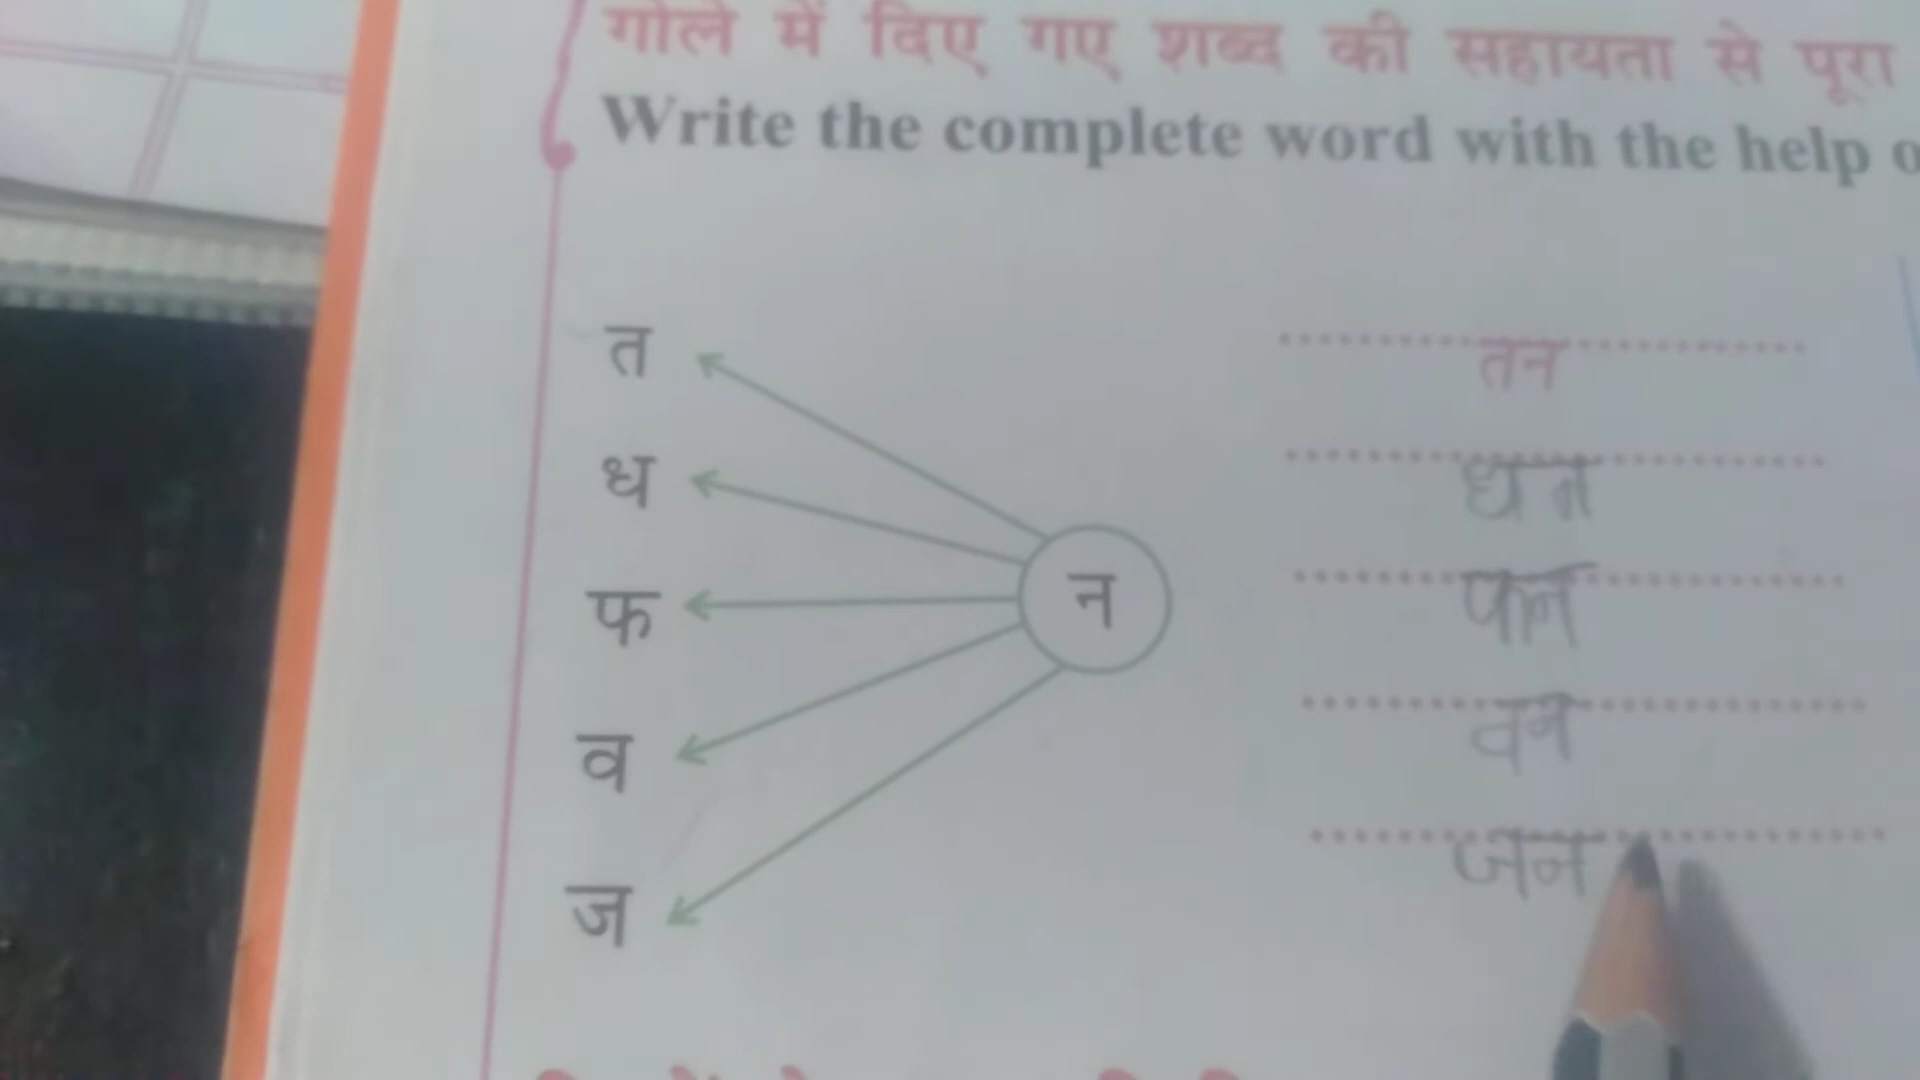 गोले में दिए गए शब्द की सहायता से पूरा
Write the complete word with the help
त तन
ध धन
फ फन
न
व वन
ज जन